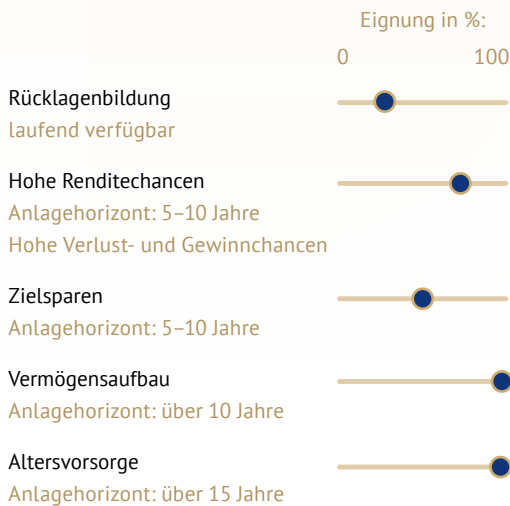 Eignung in %:
0 100
Rücklagenbildung
laufend verfügbar
Hohe Renditechancen
Anlagehorizont: 5–10 Jahre
Hohe Verlust- und Gewinnchancen
Zielsparen
Anlagehorizont: 5–10 Jahre
Vermögensaufbau
Anlagehorizont: über 10 Jahre
Altersvorsorge
Anlagehorizont: über 15 Jahre